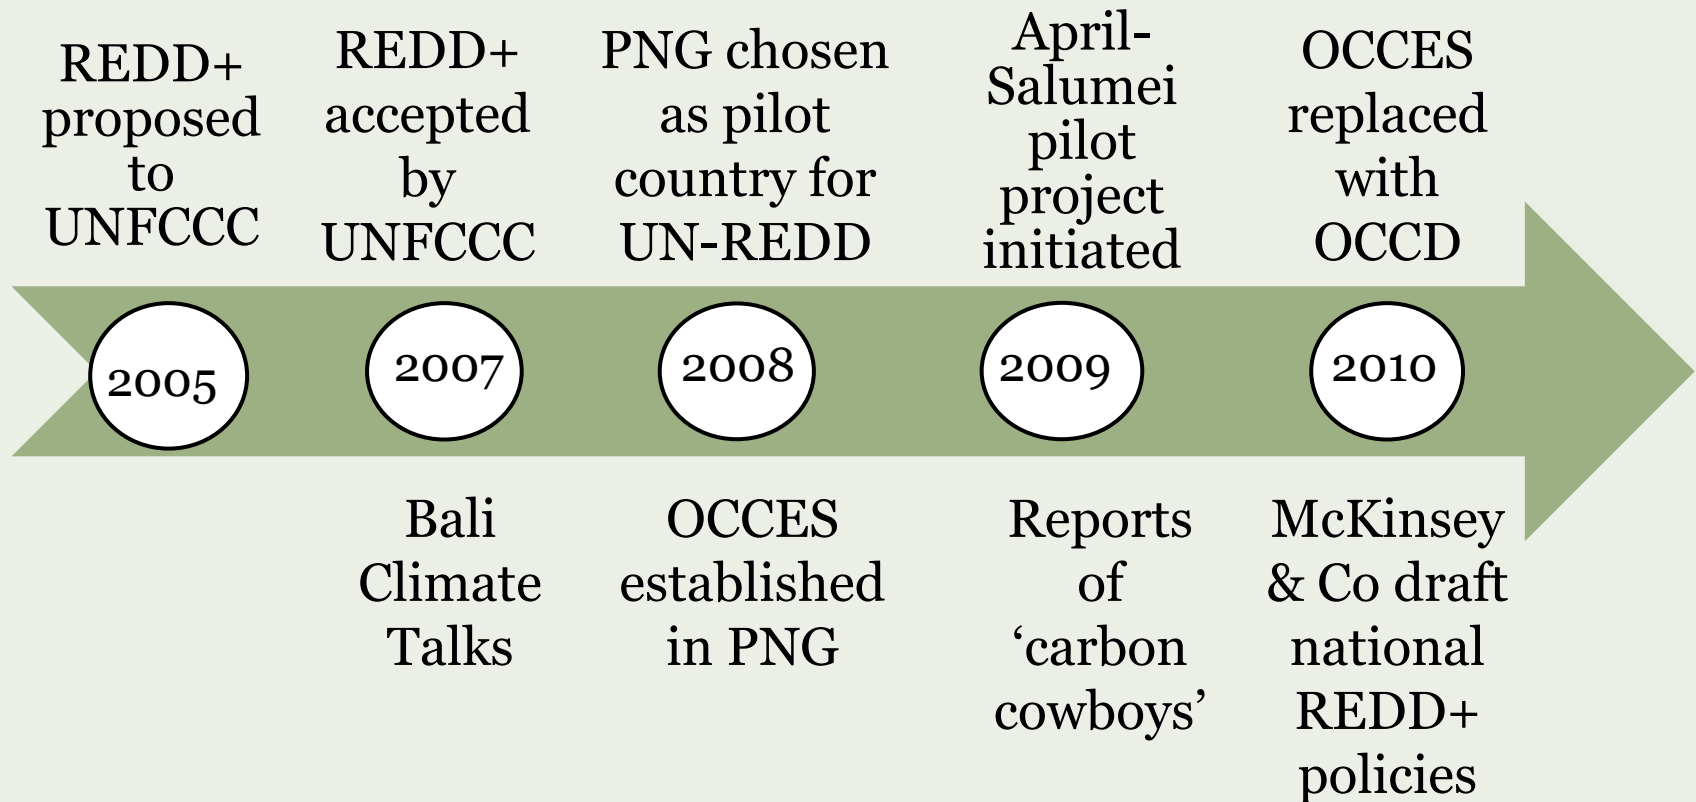 REDD+
proposed
to
UNFCCC
REDD+
accepted
by
UNFCCC
PNG chosen
as pilot
country for
UN-REDD
April-
Salumei
pilot
project
initiated
OCCES
replaced
with
OCCD
2005
2007
2008
2009
2010
Bali
Climate
Talks
OCCES
established
in PNG
Reports
of
‘carbon
cowboys’
McKinsey
& Co draft
national
REDD+
policies